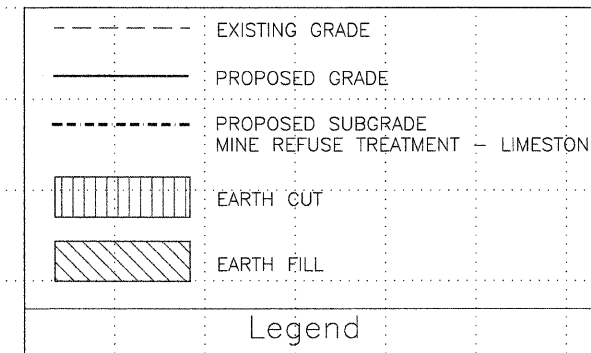 EXISTING GRADE
PROPOSED GRADE
PROPOSED SUBGRADE
MINE REFUSE TREATMENT – LIMESTON
EARTH CUT
EARTH FILL
Legend